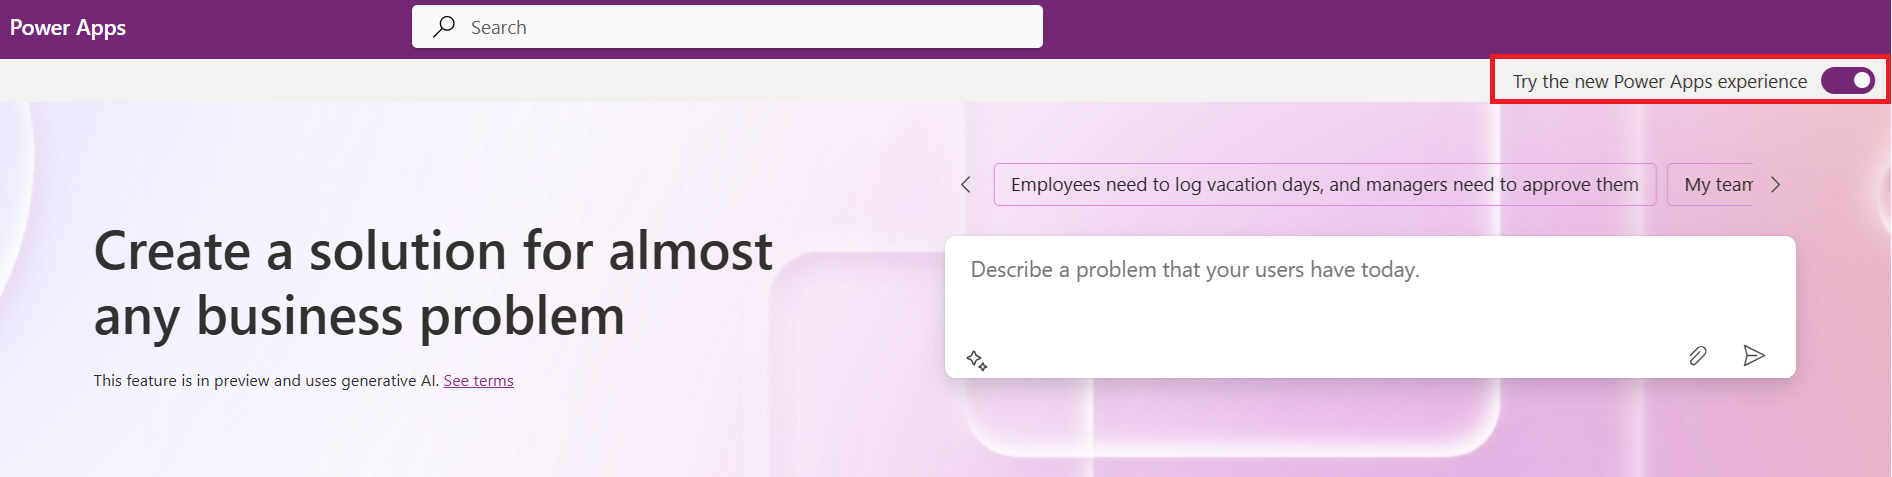 Power Apps
Search
Try the new Power Apps experience
Employees need to log vacation days, and managers need to approve them
My team
Create a solution for almost
any business problem
Describe a problem that your users have today.
This feature is in preview and uses generative AI. See terms